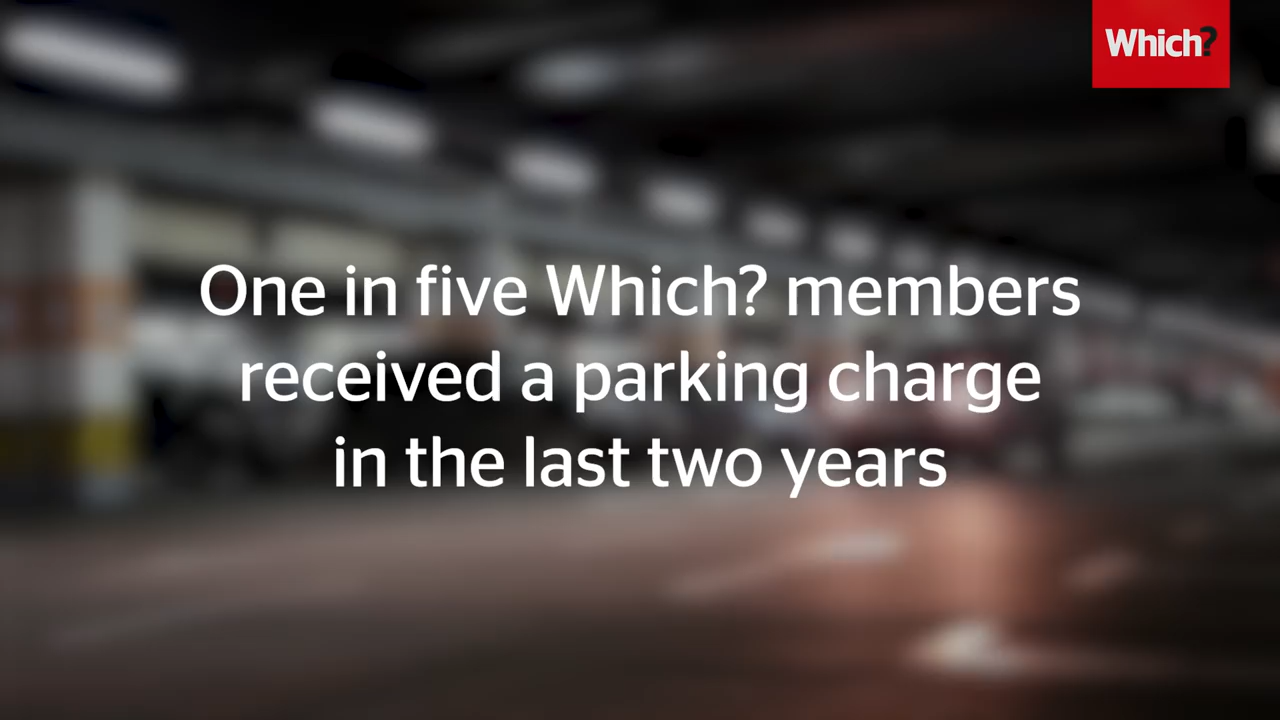 Which?
One in five Which? members
received a parking charge
in the last two years